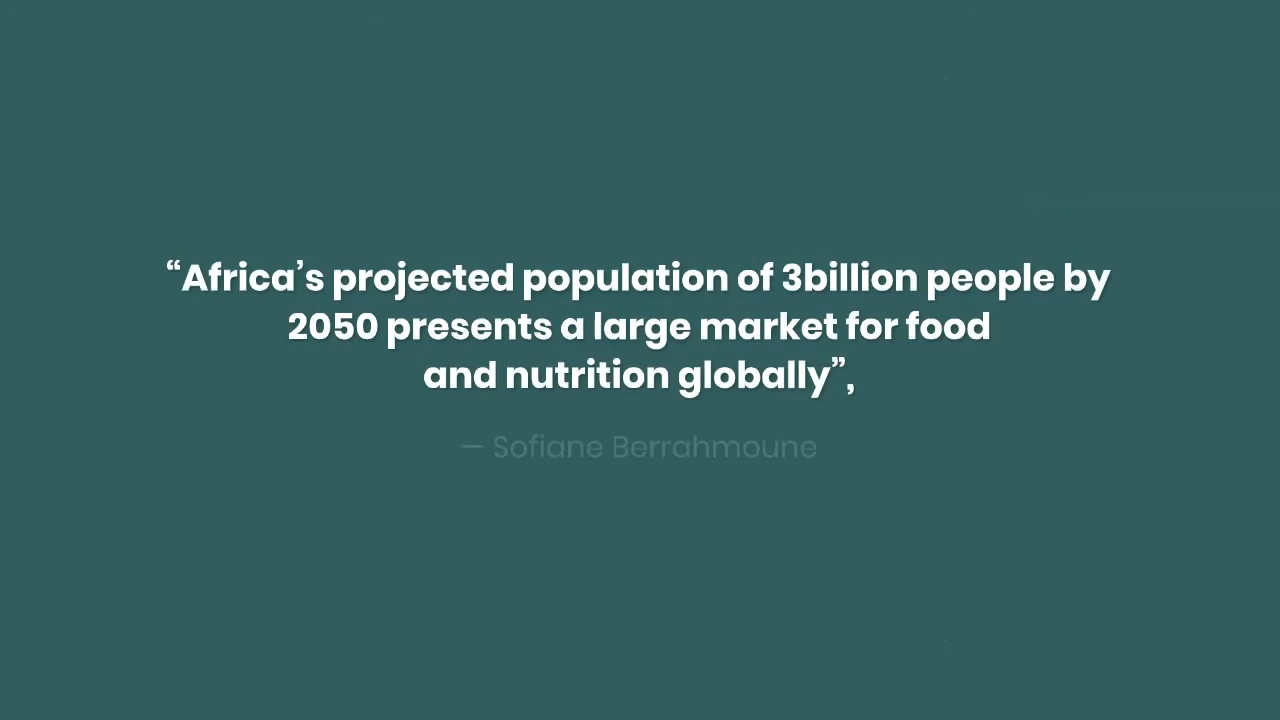 “Africa’s projected population of 3billion people by
2050 presents a large market for food
and nutrition globally”,
— Sofiane Berrahmoune